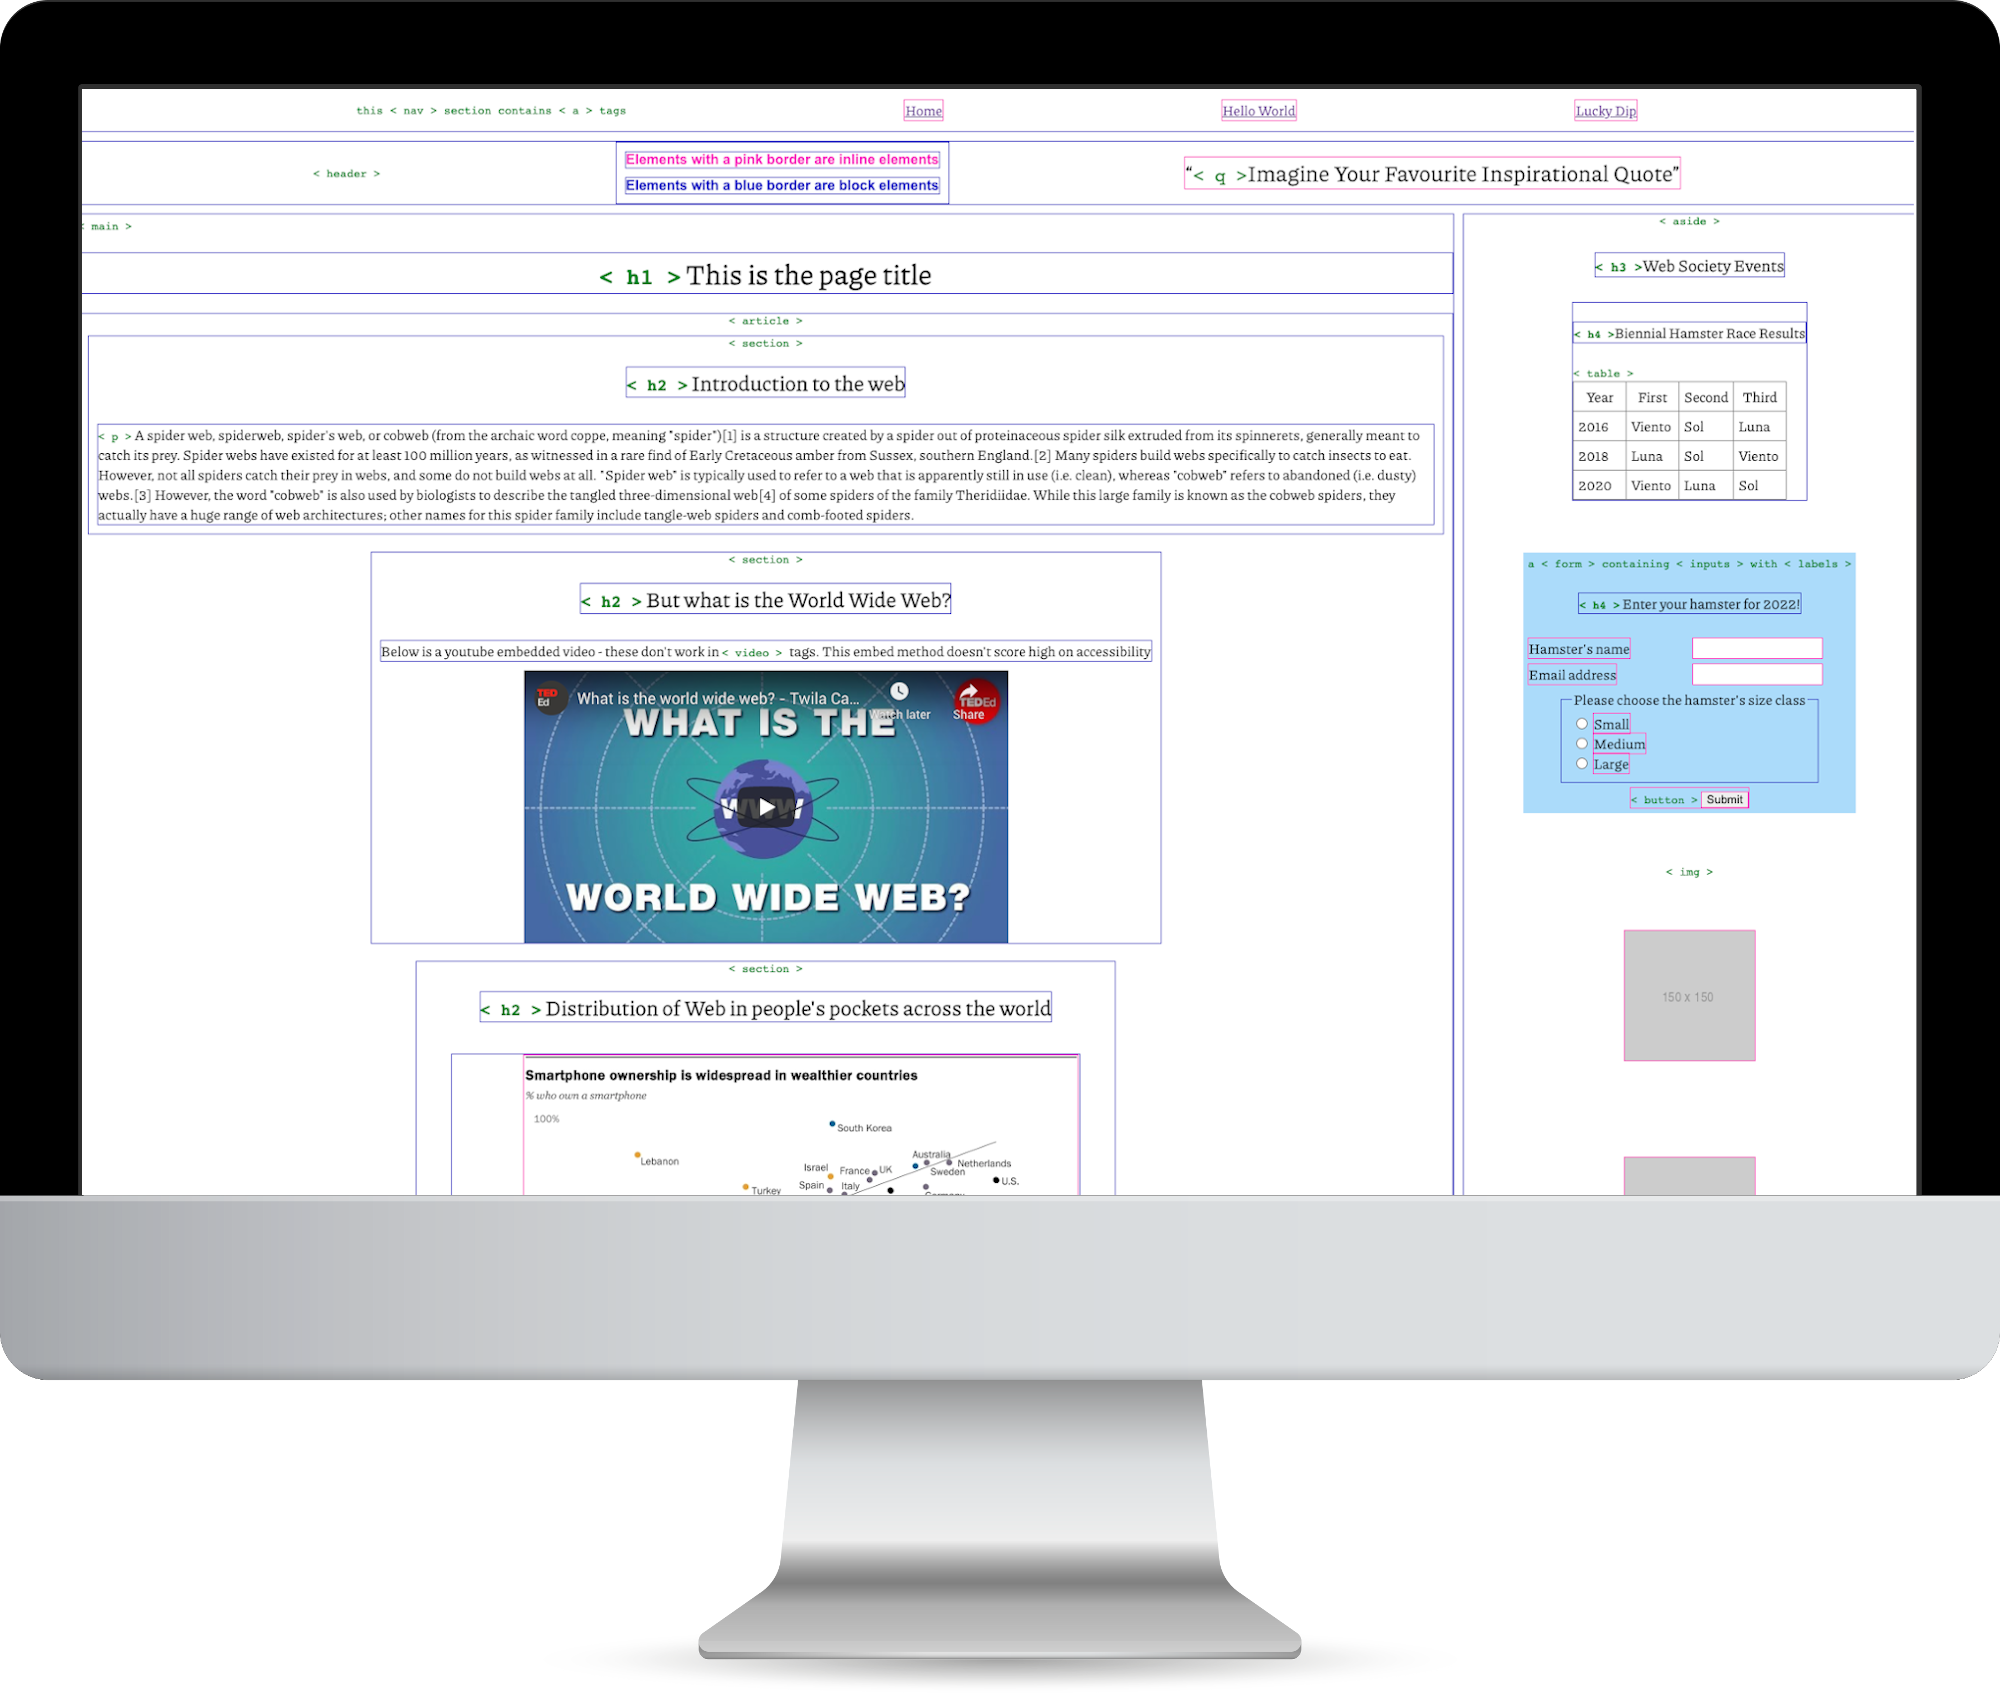 this < nav > section contains < a > tags
Home
Hello World
Lucky Dip
< header >
Elements with a pink border are inline elements
Elements with a blue border are block elements
“< q >Imagine Your Favourite Inspirational Quote”
< main >
< h1 > This is the page title
< article >
< section >
< h2 > Introduction to the web
< p > A spider web, spiderweb, spider's web, or cobweb (from the archaic word coppe, meaning "spider")[1] is a structure created by a spider out of proteinaceous spider silk extruded from its spinnerets, generally meant to
catch its prey. Spider webs have existed for at least 100 million years, as witnessed in a rare find of Early Cretaceous amber from Sussex, southern England.[2] Many spiders build webs specifically to catch insects to eat.
However, not all spiders catch their prey in webs, and some do not build webs at all. "Spider web" is typically used to refer to a web that is apparently still in use (i.e. clean), whereas "cobweb" refers to abandoned (i.e. dusty)
webs.[3] However, the word "cobweb" is also used by biologists to describe the tangled three-dimensional web[4] of some spiders of the family Theridiidae. While this large family is known as the cobweb spiders, they
actually have a huge range of web architectures; other names for this spider family include tangle-web spiders and comb-footed spiders.
< section >
< h2 > But what is the World Wide Web?
Below is a youtube embedded video - these don't work in < video > tags. This embed method doesn't score high on accessibility
TED Ed
What is the world wide web? - Twila Ca...
Watch later
TEDEd
Share
WHAT IS THE
WWW
WORLD WIDE WEB?
< section >
< h2 > Distribution of Web in people's pockets across the world
Smartphone ownership is widespread in wealthier countries
% who own a smartphone
100%
South Korea
Lebanon
Australia
Israel
France
UK
Sweden
Netherlands
Spain
Italy
U.S.
Turkey
Germany
< aside >
< h3 >Web Society Events
< h4 >Biennial Hamster Race Results
< table >
Year First Second Third
2016 Viento Sol Luna
2018 Luna Sol Viento
2020 Viento Luna Sol
a < form > containing < inputs > with < labels >
< h4 > Enter your hamster for 2022!
Hamster's name
Email address
Please choose the hamster's size class
Small
Medium
Large
< button > Submit
< img >
150 x 150